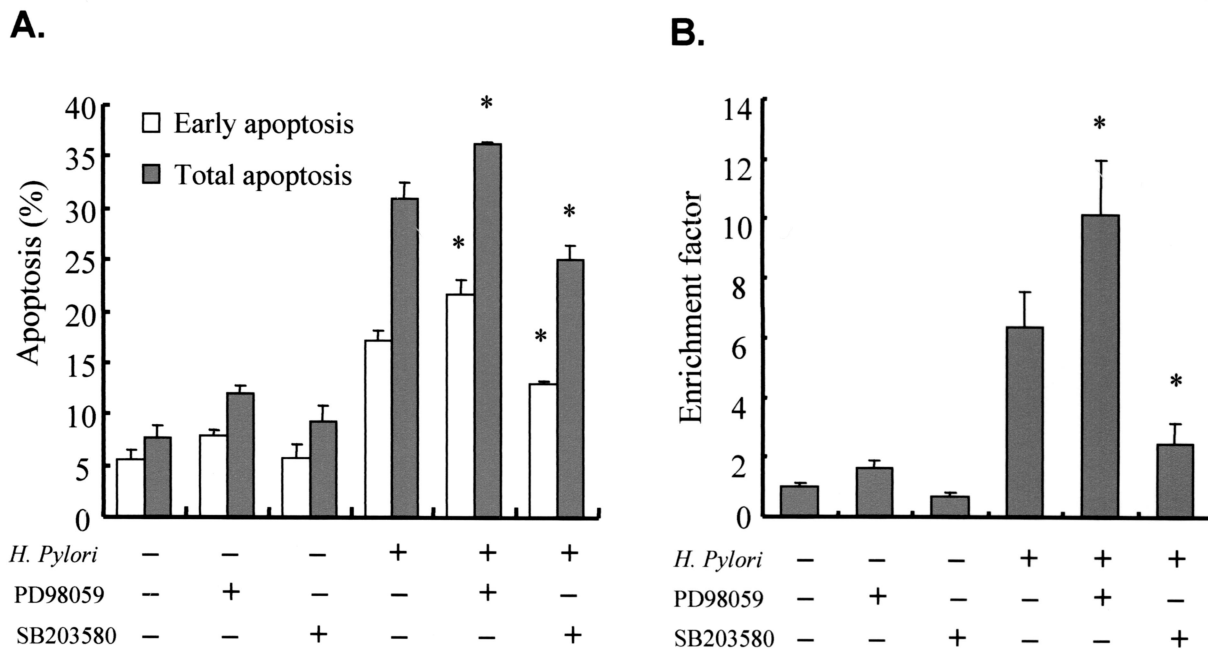 A.
40
35
30
25
20
15
10
5
0
Apoptosis (%)
Early apoptosis
Total apoptosis
*
*
*
*
H. Pylori – – – + + +
PD98059 -- + – – + –
SB203580 – – + – – +
B.
14
12
10
8
6
4
2
0
Enrichment factor
*
*
H. Pylori – – – + + +
PD98059 – + – – + –
SB203580 – – + – – +